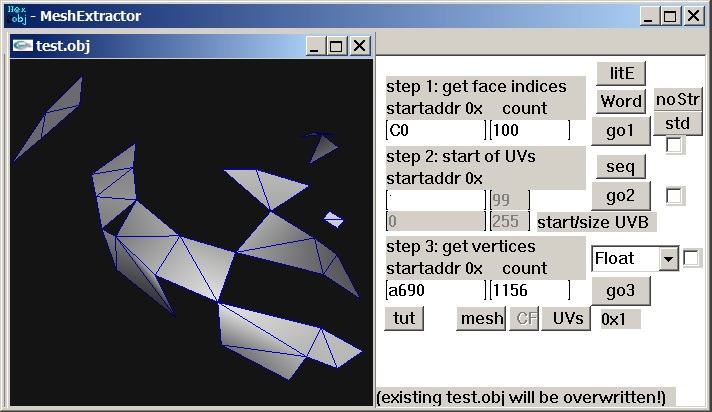 Hex obj - MeshExtractor
test.obj
step 1: get face indices
startaddr 0x count
C0 100
litE
Word
go1
noStr
std
step 2: start of UVs
startaddr 0x
99
0 255 start/size UVB
seq
go2
step 3: get vertices
startaddr 0x count
a690 1156
Float
go3
tut mesh CF UVs 0x1
(existing test.obj will be overwritten!)